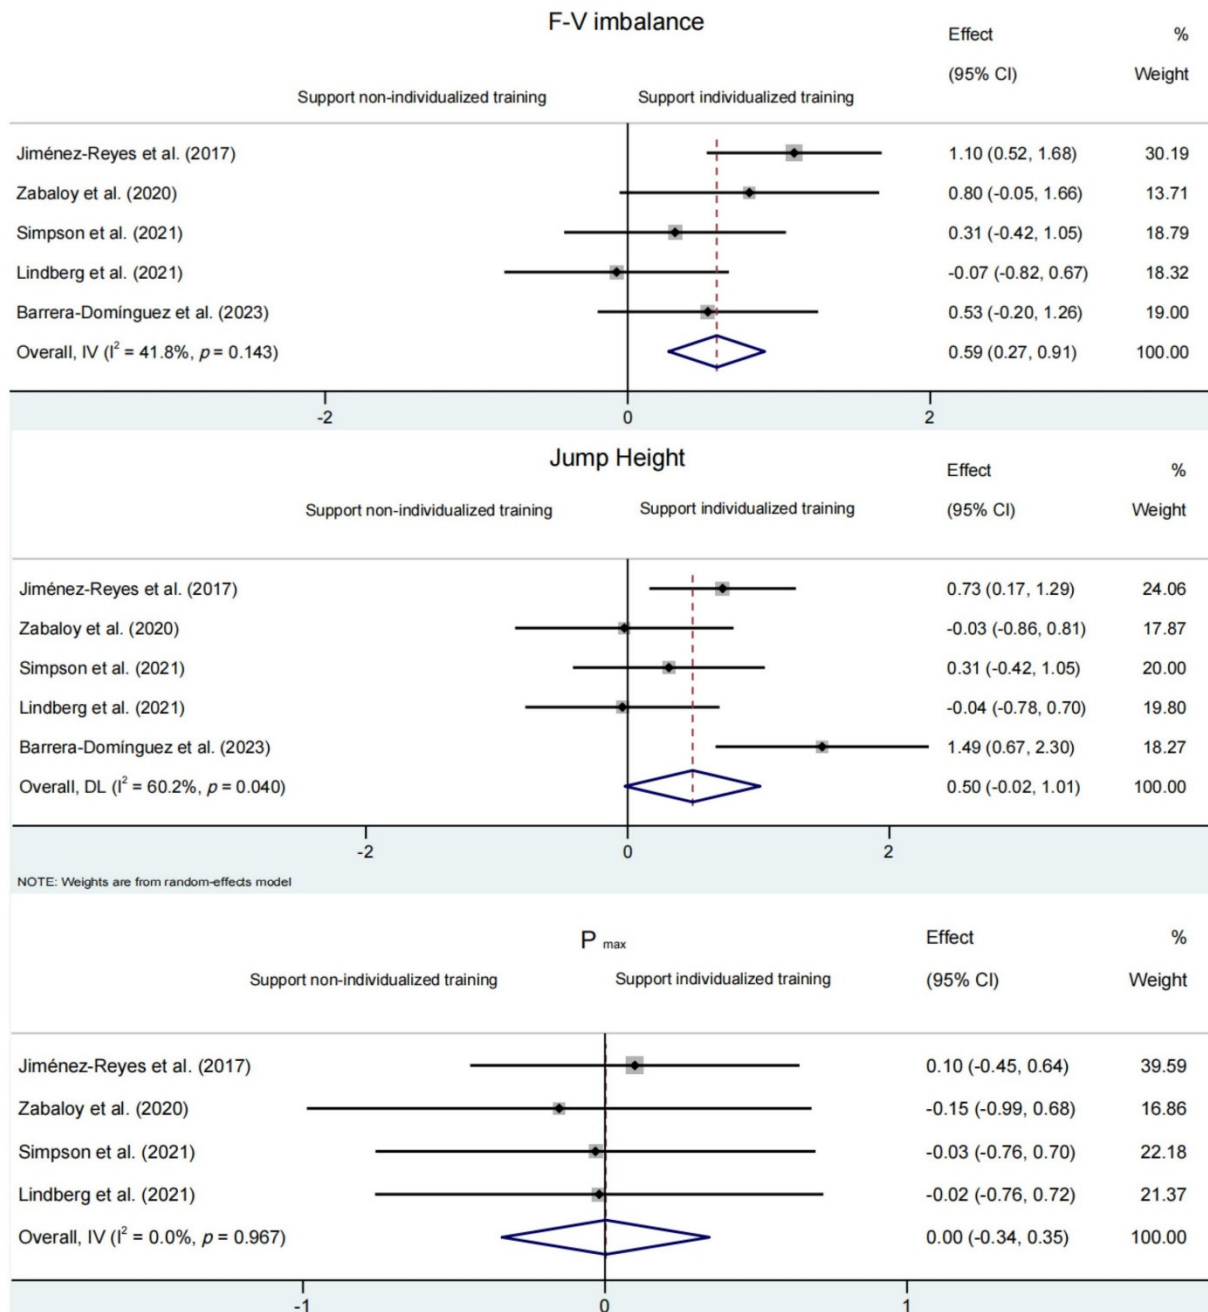 F-V imbalance
Effect %
(95% CI) Weight
Support non-individualized training Support individualized training
Jiménez-Reyes et al. (2017) 1.10 (0.52, 1.68) 30.19
Zabaloy et al. (2020) 0.80 (-0.05, 1.66) 13.71
Simpson et al. (2021) 0.31 (-0.42, 1.05) 18.79
Lindberg et al. (2021) -0.07 (-0.82, 0.67) 18.32
Barrera-Domínguez et al. (2023) 0.53 (-0.20, 1.26) 19.00
Overall, IV (I² = 41.8%, p = 0.143) 0.59 (0.27, 0.91) 100.00
-2 0 2
Jump Height
Effect %
Support non-individualized training Support individualized training (95% CI) Weight
Jiménez-Reyes et al. (2017) 0.73 (0.17, 1.29) 24.06
Zabaloy et al. (2020) -0.03 (-0.86, 0.81) 17.87
Simpson et al. (2021) 0.31 (-0.42, 1.05) 20.00
Lindberg et al. (2021) -0.04 (-0.78, 0.70) 19.80
Barrera-Domínguez et al. (2023) 1.49 (0.67, 2.30) 18.27
Overall, DL (I² = 60.2%, p = 0.040) 0.50 (-0.02, 1.01) 100.00
-2 0 2
NOTE: Weights are from random-effects model
P max Effect %
Support non-individualized training Support individualized training (95% CI) Weight
Jiménez-Reyes et al. (2017) 0.10 (-0.45, 0.64) 39.59
Zabaloy et al. (2020) -0.15 (-0.99, 0.68) 16.86
Simpson et al. (2021) -0.03 (-0.76, 0.70) 22.18
Lindberg et al. (2021) -0.02 (-0.76, 0.72) 21.37
Overall, IV (I² = 0.0%, p = 0.967) 0.00 (-0.34, 0.35) 100.00
-1 0 1